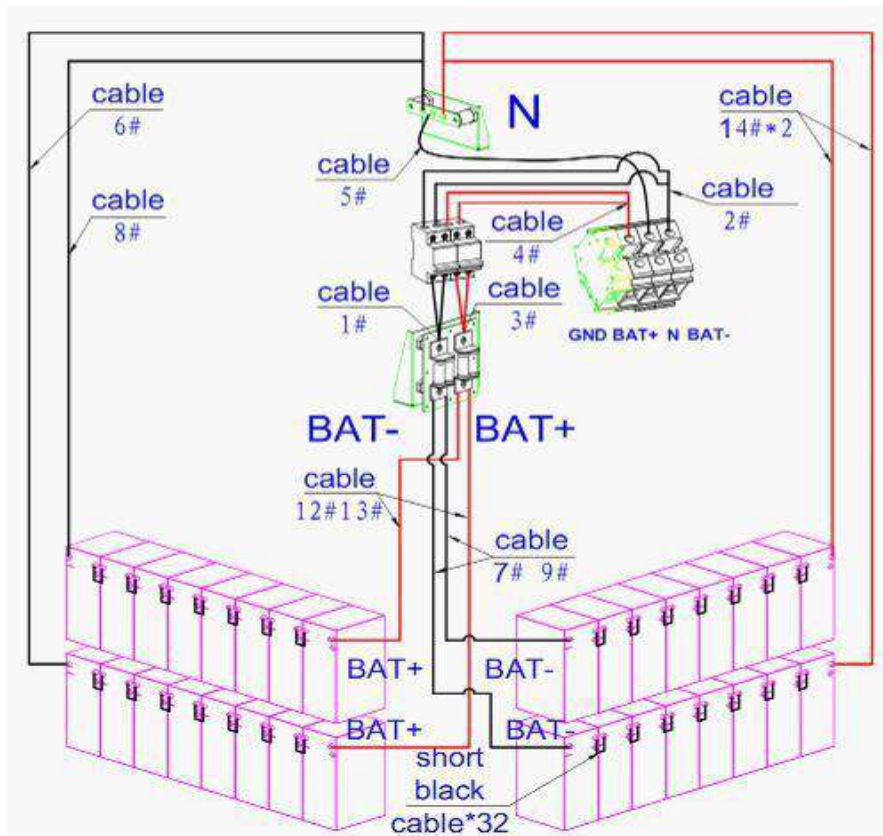 N
cable
6#
cable
14#*2
cable
5#
cable
2#
cable
8#
cable
4#
cable
1#
cable
3#
GND BAT+ N BAT-
BAT-
BAT+
cable
12#13#
cable
7# 9#
BAT+
BAT-
BAT+
BAT-
short
black
cable*32